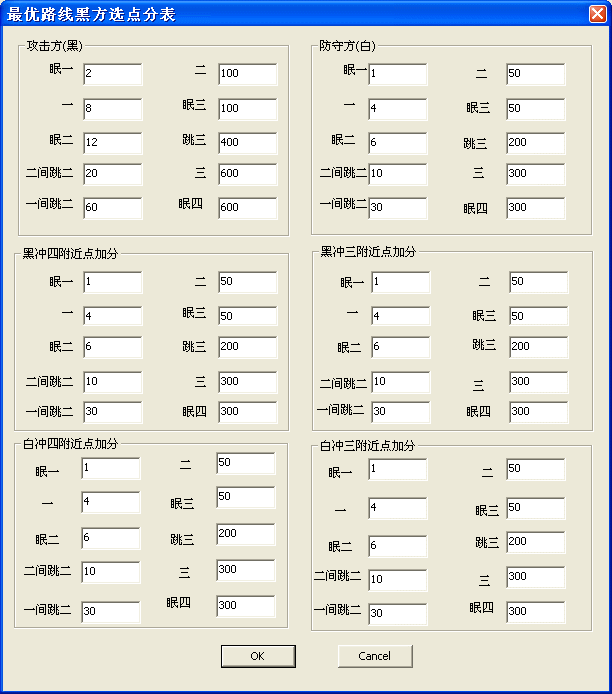 最优路线黑方选点分表
攻击方(黑)
眠一 2 二 100
一 8 眠三 100
眠二 12 跳三 400
二间跳二 20 三 600
一间跳二 60 眠四 600
防守方(白)
眠一 1 二 50
一 4 眠三 50
眠二 6 跳三 200
二间跳二 10 三 300
一间跳二 30 眠四 300
黑冲四附近点加分
眠一 1 二 50
一 4 眠三 50
眠二 6 跳三 200
二间跳二 10 三 300
一间跳二 30 眠四 300
黑冲三附近点加分
眠一 1 二 50
一 4 眠三 50
眠二 6 跳三 200
二间跳二 10 三 300
一间跳二 30 眠四 300
白冲四附近点加分
眠一 1 二 50
一 4 眠三 50
眠二 6 跳三 200
二间跳二 10 三 300
一间跳二 30 眠四 300
白冲三附近点加分
眠一 1 二 50
一 4 眠三 50
眠二 6 跳三 200
二间跳二 10 三 300
一间跳二 30 眠四 300
OK Cancel